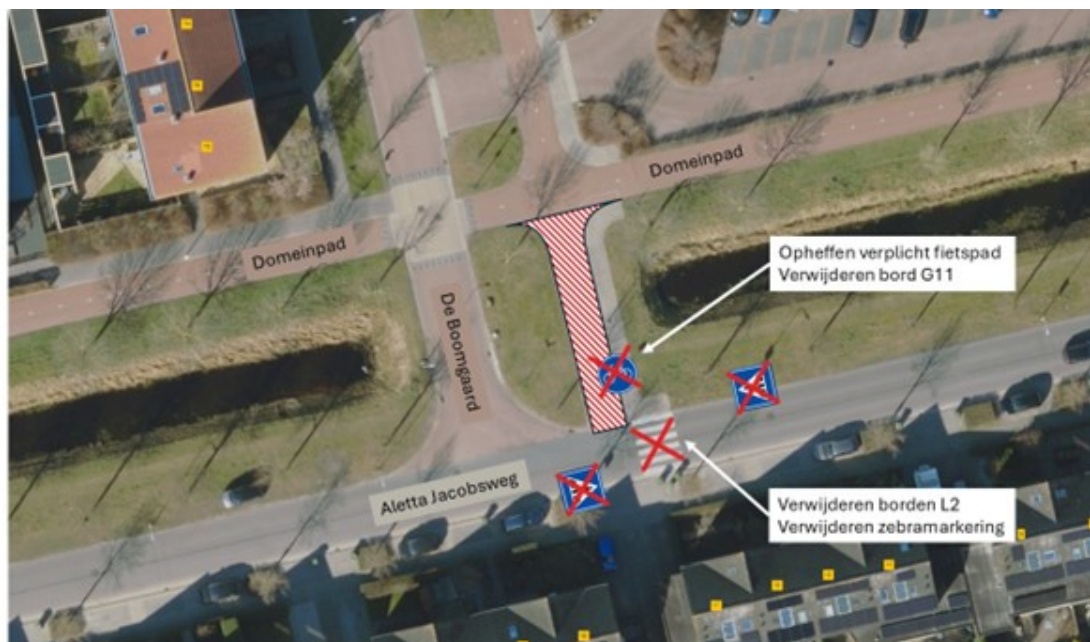 Domeinpad
Domeinpad
Opheffen verplicht fietspad
Verwijderen bord G11
De Boomgaard
Aletta Jacobsweg
Verwijderen borden L2
Verwijderen zebramarkering